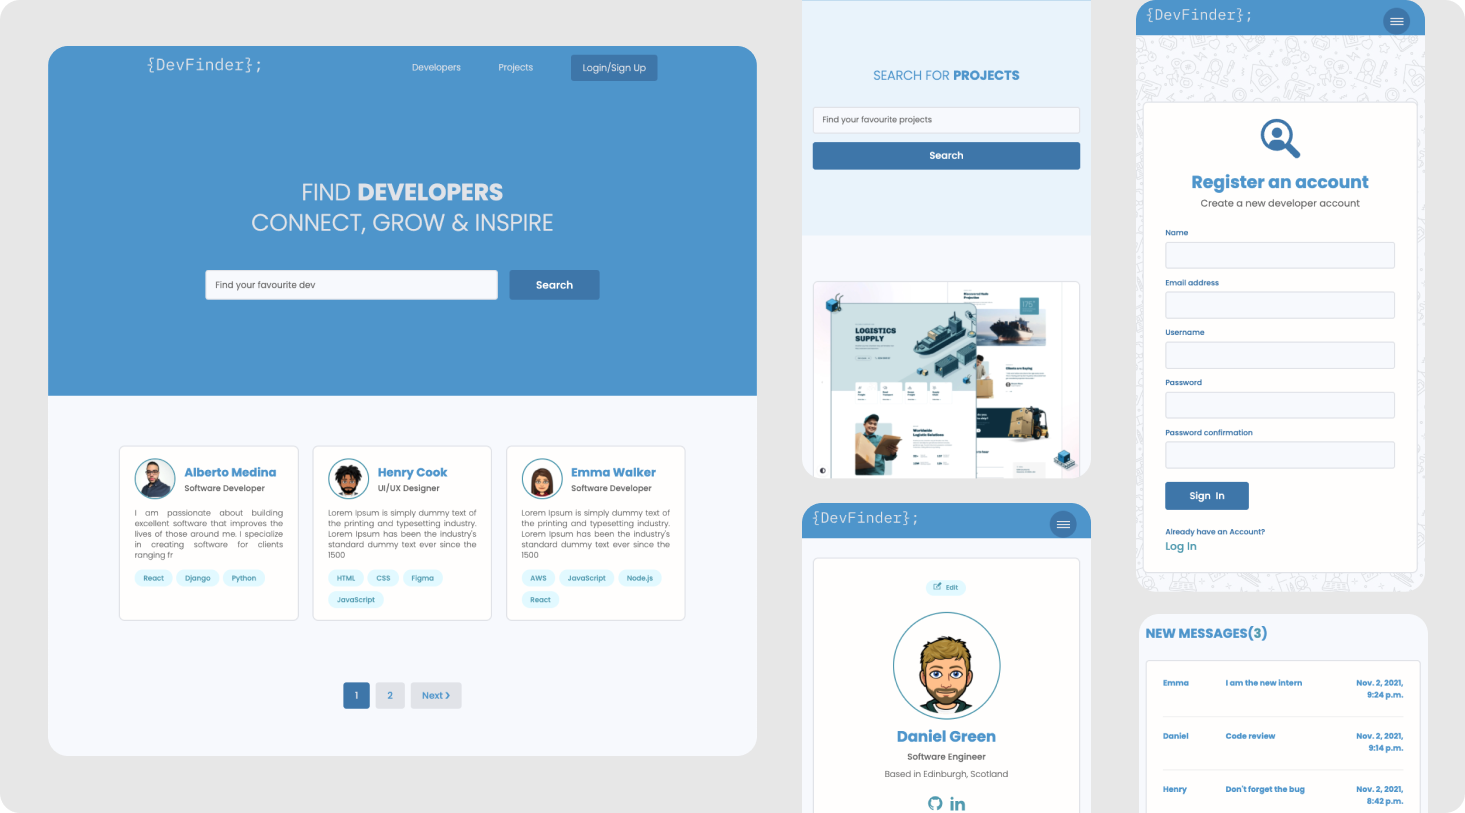 {DevFinder};
Developers
Projects
Login/Sign Up
FIND DEVELOPERS
CONNECT, GROW & INSPIRE
Find your favourite dev
Search
Alberto Medina
Software Developer
I am passionate about building
excellent software that improves the
lives of those around me. I specialize
in creating software for clients
ranging fr
React
Django
Python
Henry Cook
UI/UX Designer
Lorem Ipsum is simply dummy text of
the printing and typesetting industry.
Lorem Ipsum has been the industry's
standard dummy text ever since the
1500
HTML
CSS
Figma
JavaScript
Emma Walker
Software Developer
Lorem Ipsum is simply dummy text of
the printing and typesetting industry.
Lorem Ipsum has been the industry's
standard dummy text ever since the
1500
AWS
JavaScript
Node.js
React
1
2
Next
SEARCH FOR PROJECTS
Find your favourite projects
Search
LOGISTICS
SUPPLY
Worldwide
Logistic Solutions
{DevFinder};
Edit
Daniel Green
Software Engineer
Based in Edinburgh, Scotland
in
{DevFinder};
Register an account
Create a new developer account
Name
Email address
Username
Password
Password confirmation
Sign In
Already have an Account?
Log In
NEW MESSAGES(3)
Emma
I am the new intern
Nov. 2, 2021,
9:24 p.m.
Daniel
Code review
Nov. 2, 2021,
9:14 p.m.
Henry
Don't forget the bug
Nov. 2, 2021,
8:42 p.m.